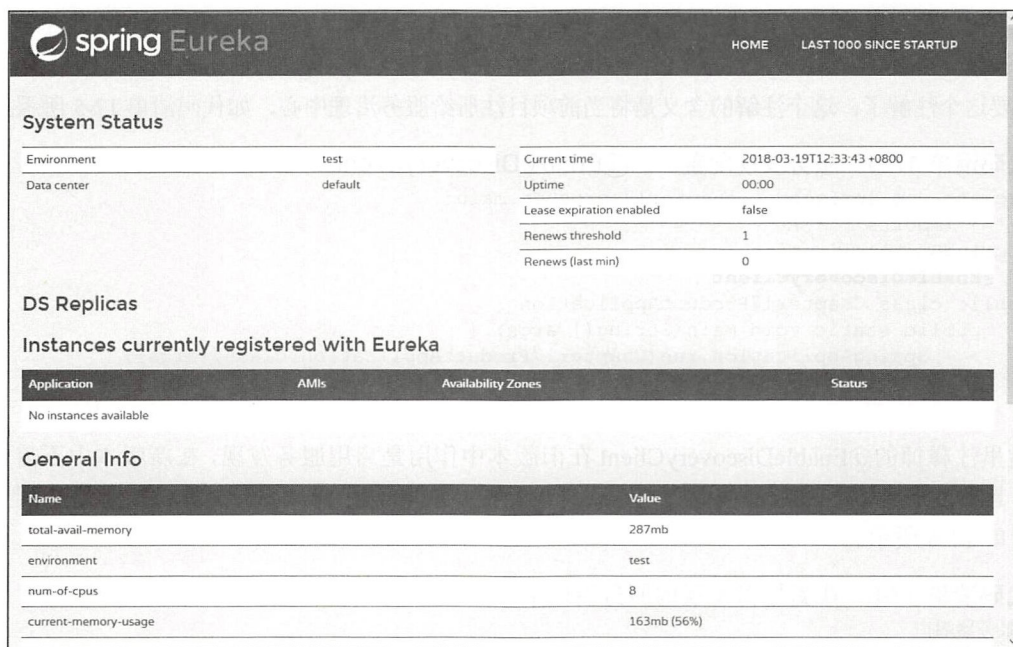 spring Eureka
HOME LAST 1000 SINCE STARTUP
System Status
Environment test
Data center default
Current time 2018-03-19T12:33:43 +0800
Uptime 00:00
Lease expiration enabled false
Renews threshold 1
Renews (last min) 0
DS Replicas
Instances currently registered with Eureka
Application AMIs Availability Zones Status
No instances available
General Info
Name Value
total-avail-memory 287mb
environment test
num-of-cpus 8
current-memory-usage 163mb (56%)